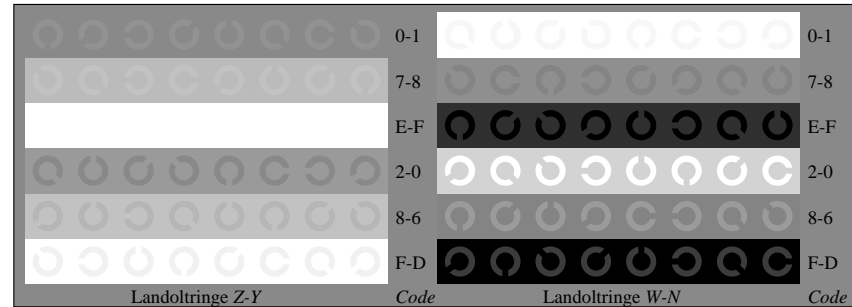 0-1 0-1
7-8 7-8
E-F E-F
2-0 2-0
8-6 8-6
F-D F-D
Landoltringe Z-Y Code Landoltringe W-N Code